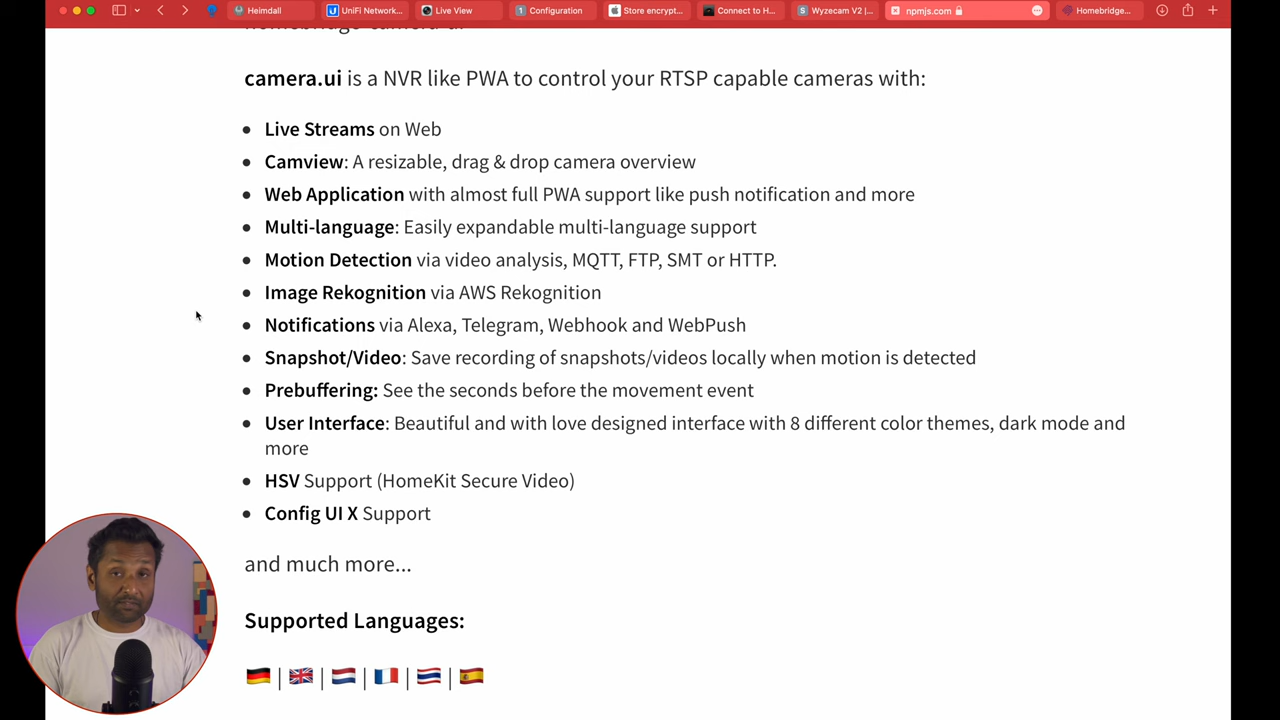 Heimdall
UniFi Network...
Live View
1 Configuration
Store encrypt...
Connect to H...
S Wyzecam V2 |...
npmjs.com
Homebridge...
homebridge-camera-ui
camera.ui is a NVR like PWA to control your RTSP capable cameras with:
Live Streams on Web
Camview: A resizable, drag & drop camera overview
Web Application with almost full PWA support like push notification and more
Multi-language: Easily expandable multi-language support
Motion Detection via video analysis, MQTT, FTP, SMT or HTTP.
Image Rekognition via AWS Rekognition
Notifications via Alexa, Telegram, Webhook and WebPush
Snapshot/Video: Save recording of snapshots/videos locally when motion is detected
Prebuffering: See the seconds before the movement event
User Interface: Beautiful and with love designed interface with 8 different color themes, dark mode and
more
HSV Support (HomeKit Secure Video)
Config UI X Support
and much more...
Supported Languages:
| | | | |